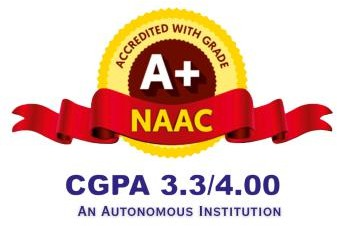 ACCREDITED WITH GRADE
A+
NAAC
CGPA 3.3/4.00
AN AUTONOMOUS INSTITUTION